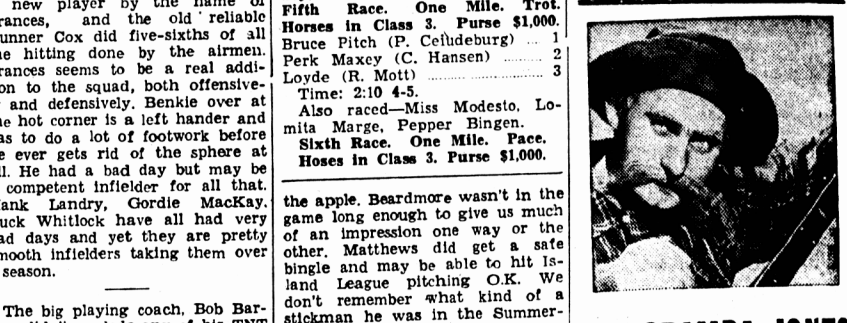 new player by the name of
rances, and the old reliable
unner Cox did five-sixths of all
e hitting done by the airmen.
rances seems to be a real addi-
on to the squad, both offensive-
and defensively. Benkie over at
e hot corner is a left hander and
as to do a lot of footwork before
e ever gets rid of the sphere at
ll. He had a bad day but may be
competent infielder for all that.
ank Landry, Gordie MacKay,
uck Whitlock have all had very
ad days and yet they are pretty
mooth infielders taking them over
season.
The big playing coach, Bob Bar-
Fifth Race. One Mile. Trot.
Horses in Class 3. Purse $1,000.
Bruce Pitch (P. Ceiludeburg) ... 1
Perk Maxey (C. Hansen) ......... 2
Loyde (R. Mott) ...................... 3
Time: 2:10 4-5.
Also raced—Miss Modesto, Lo-
mita Marge, Pepper Bingen.
Sixth Race. One Mile. Pace.
Hoses in Class 3. Purse $1,000.
the apple. Beardmore wasn't in the
game long enough to give us much
of an impression one way or the
other. Matthews did get a safe
bingle and may be able to hit Is-
land League pitching O.K. We
don't remember what kind of a
stickman he was in the Summer-